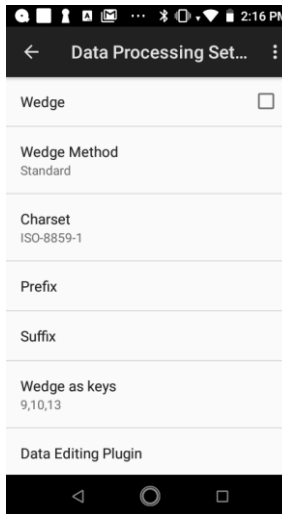 2:16 PM
Data Processing Set...
Wedge
Wedge Method
Standard
Charset
ISO-8859-1
Prefix
Suffix
Wedge as keys
9,10,13
Data Editing Plugin